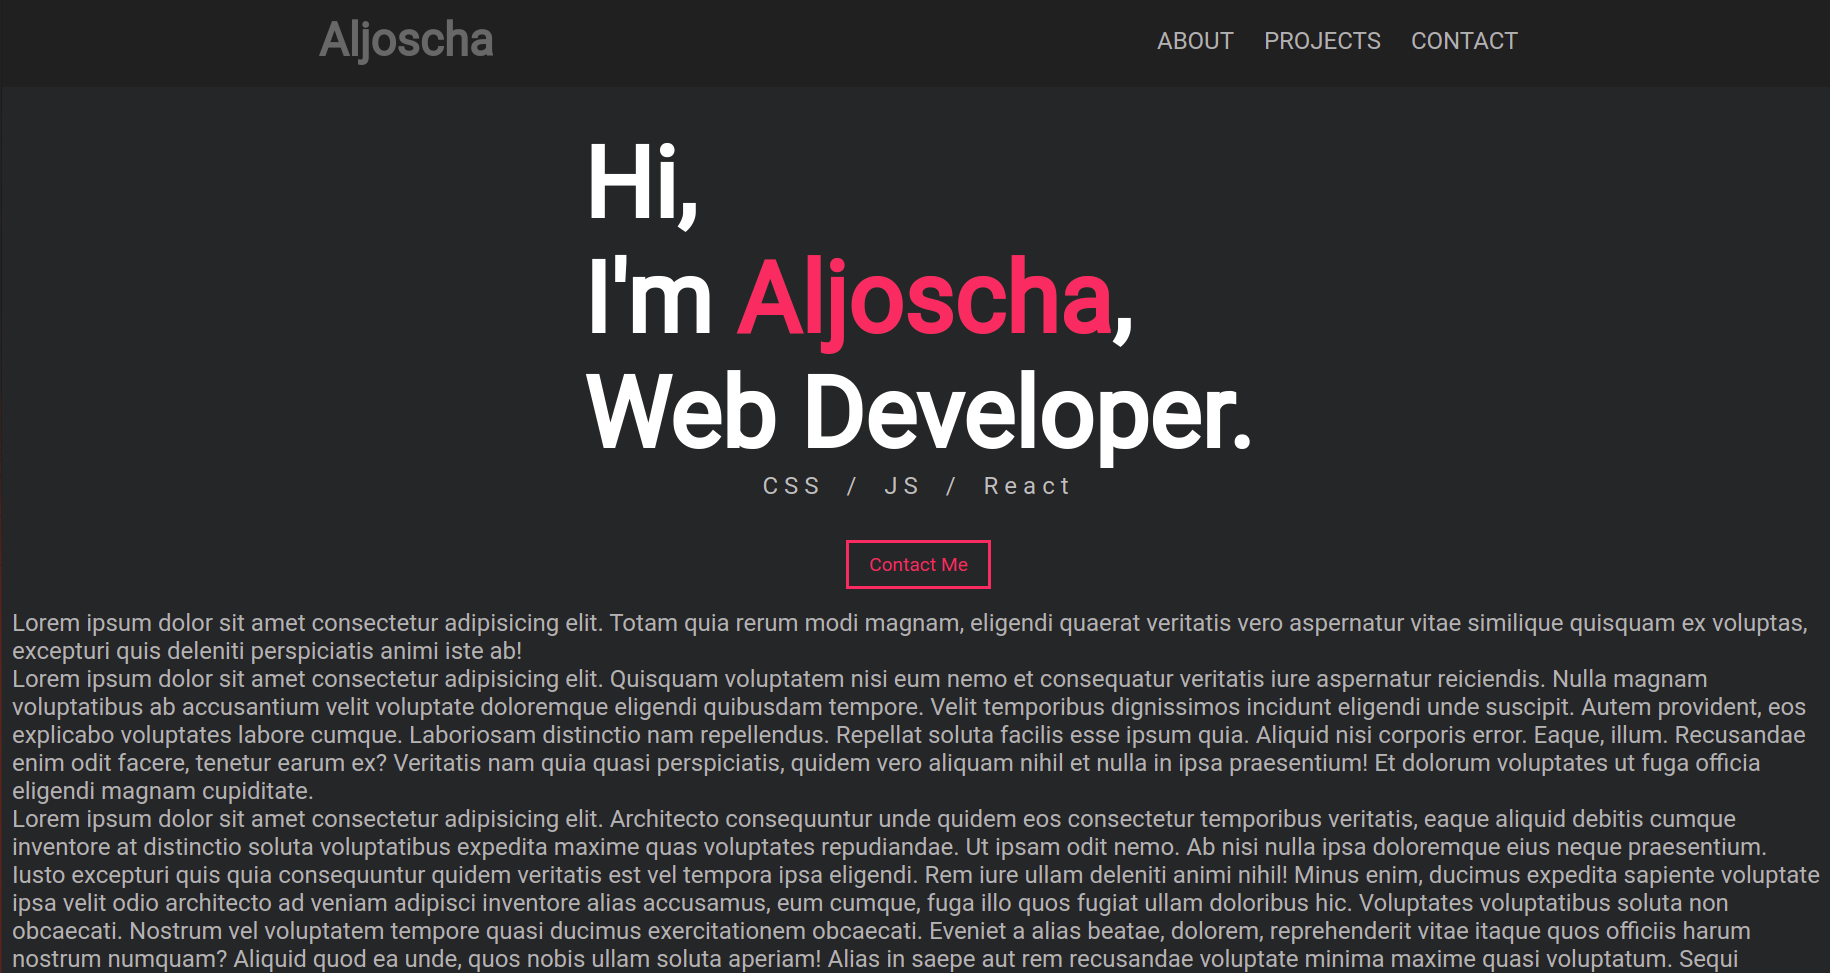 Aljoscha
ABOUT PROJECTS CONTACT
Hi,
I'm Aljoscha,
Web Developer.
CSS / JS / React
Contact Me
Lorem ipsum dolor sit amet consectetur adipisicing elit. Totam quia rerum modi magnam, eligendi quaerat veritatis vero aspernatur vitae similique quisquam ex voluptas,
excepturi quis deleniti perspiciatis animi iste ab!
Lorem ipsum dolor sit amet consectetur adipisicing elit. Quisquam voluptatem nisi eum nemo et consequatur veritatis iure aspernatur reiciendis. Nulla magnam
voluptatibus ab accusantium velit voluptate doloremque eligendi quibusdam tempore. Velit temporibus dignissimos incidunt eligendi unde suscipit. Autem provident, eos
explicabo voluptates labore cumque. Laboriosam distinctio nam repellendus. Repellat soluta facilis esse ipsum quia. Aliquid nisi corporis error. Eaque, illum. Recusandae
enim odit facere, tenetur earum ex? Veritatis nam quia quasi perspiciatis, quidem vero aliquam nihil et nulla in ipsa praesentium! Et dolorum voluptates ut fuga officia
eligendi magnam cupiditate.
Lorem ipsum dolor sit amet consectetur adipisicing elit. Architecto consequuntur unde quidem eos consectetur temporibus veritatis, eaque aliquid debitis cumque
inventore at distinctio soluta voluptatibus expedita maxime quas voluptates repudiandae. Ut ipsam odit nemo. Ab nisi nulla ipsa doloremque eius neque praesentium.
Iusto excepturi quis quia consequuntur quidem veritatis est vel tempora ipsa eligendi. Rem iure ullam deleniti animi nihil! Minus enim, ducimus expedita sapiente voluptate
ipsa velit odio architecto ad veniam adipisci inventore alias accusamus, eum cumque, fuga illo quos fugiat ullam doloribus hic. Voluptates voluptatibus soluta non
obcaecati. Nostrum vel voluptatem tempore quasi ducimus exercitationem obcaecati. Eveniet a alias beatae, dolorem, reprehenderit vitae itaque quos officiis harum
nostrum numquam? Aliquid quod ea unde, quos nobis ullam soluta aperiam! Alias in saepe aut rem recusandae voluptate minima maxime quasi voluptatum. Sequi